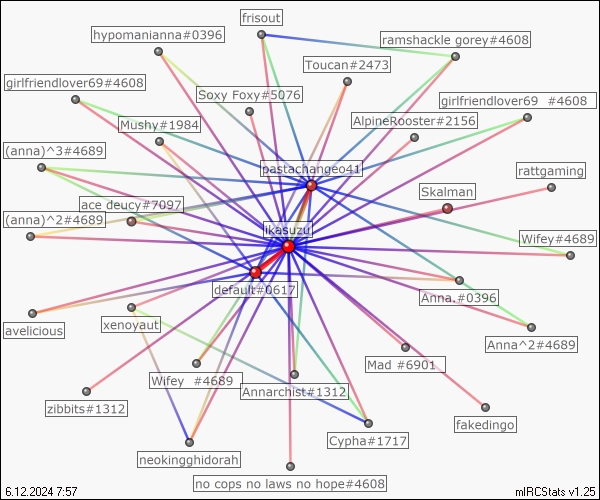 frisout
hypomanianna#0396
ramshackle gorey#4608
Toucan#2473
girlfriendlover69#4608
Soxy Foxy#5076
girlfriendlover69 #4608
Mushy#1984
AlpineRooster#2156
(anna)^3#4689
pastachangeo41
rattgaming
Skalman
ace deucy#7097
(anna)^2#4689
ikasuzu
Wifey#4689
default#0617
Anna.#0396
avelicious
xenoyaut
Anna^2#4689
Mad #6901
Wifey #4689
Annarchist#1312
zibbits#1312
fakedingo
Cypha#1717
neokingghidorah
no cops no laws no hope#4608
6.12.2024 7:57
mIRCStats v1.25